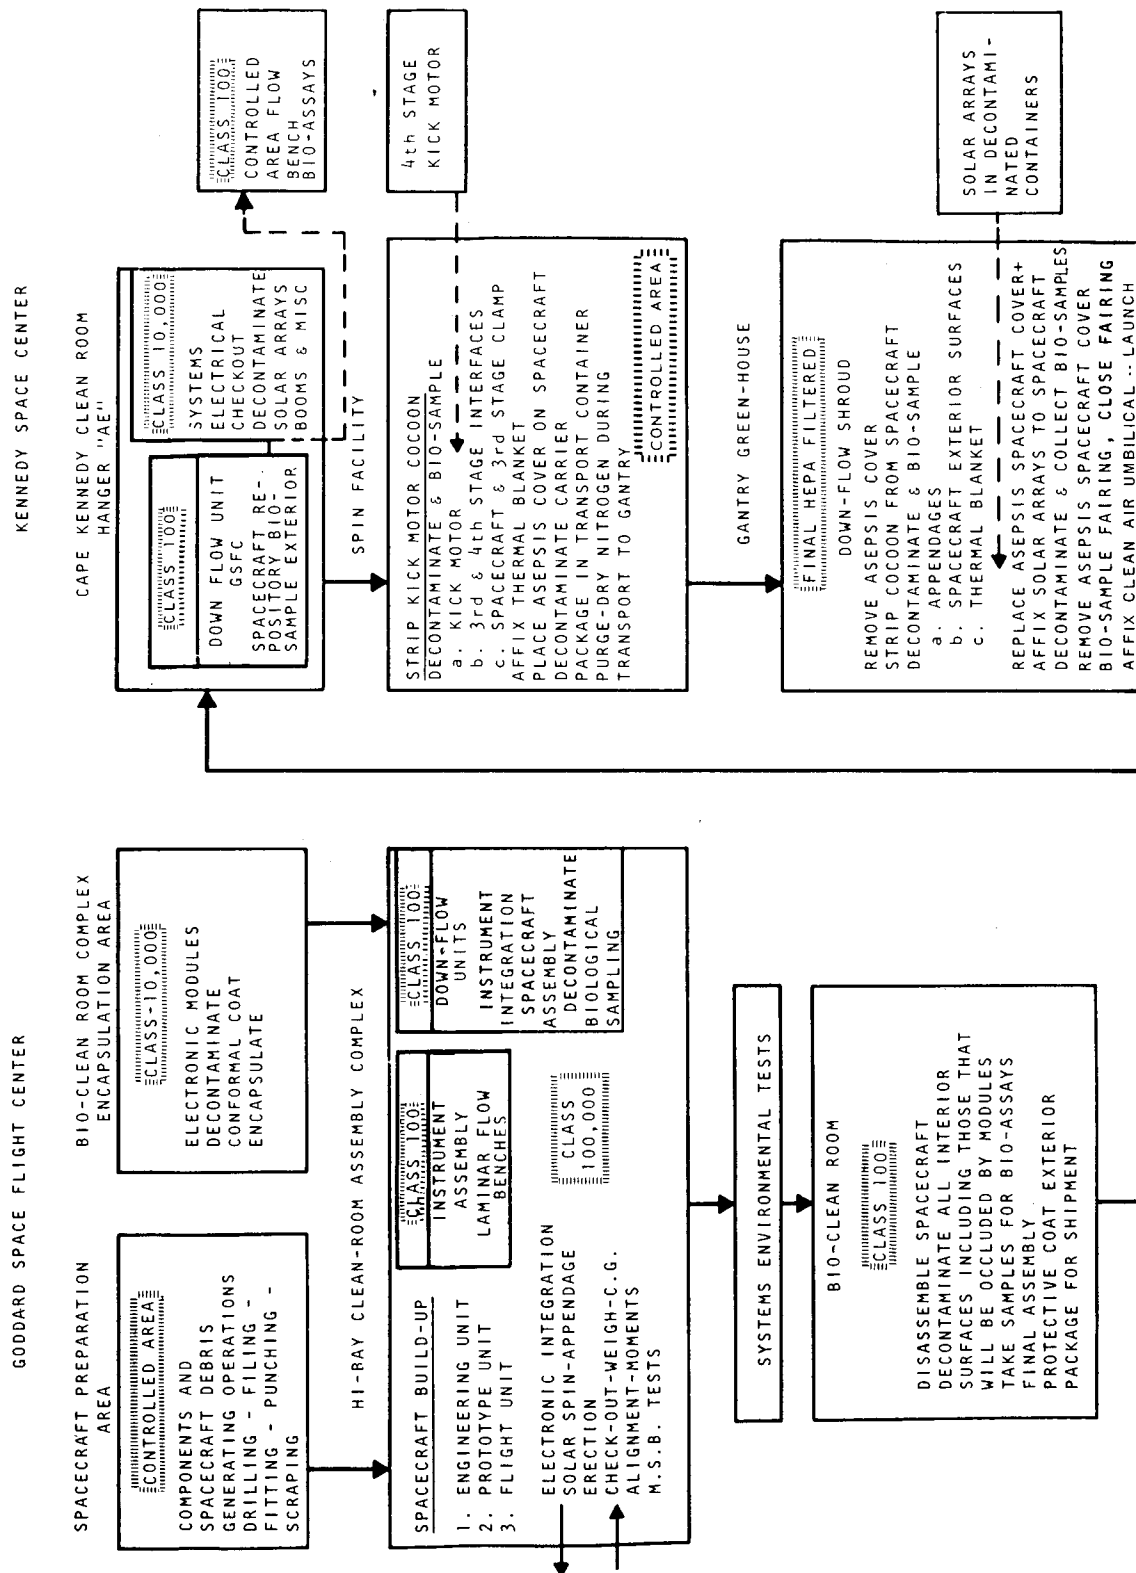 GODDARD SPACE FLIGHT CENTER
SPACECRAFT PREPARATION
AREA
CONTROLLED AREA
COMPONENTS AND
SPACECRAFT DEBRIS
GENERATING OPERATIONS
DRILLING - FILING -
FITTING - PUNCHING -
SCRAPING
BIO-CLEAN ROOM COMPLEX
ENCAPSULATION AREA
CLASS-10,000
ELECTRONIC MODULES
DECONTAMINATE
CONFORMAL COAT
ENCAPSULATE
HI-BAY CLEAN-ROOM ASSEMBLY COMPLEX
SPACECRAFT BUILD-UP
1. ENGINEERING UNIT
2. PROTOTYPE UNIT
3. FLIGHT UNIT
ELECTRONIC INTEGRATION
SOLAR SPIN-APPENDAGE
ERECTION
CHECK-OUT-WEIGH-C.G.
ALIGNMENT-MOMENTS
M.S.B. TESTS
CLASS 100
INSTRUMENT
ASSEMBLY
LAMINAR FLOW
BENCHES
CLASS
100,000
CLASS 100
DOWN-FLOW
UNITS
INSTRUMENT
INTEGRATION
SPACECRAFT
ASSEMBLY
DECONTAMINATE
BIOLOGICAL
SAMPLING
SYSTEMS ENVIRONMENTAL TESTS
BIO-CLEAN ROOM
CLASS 100
DISASSEMBLE SPACECRAFT
DECONTAMINATE ALL INTERIOR
SURFACES INCLUDING THOSE THAT
WILL BE OCCUDED BY MODULES
TAKE SAMPLES FOR BIO-ASSAYS
FINAL ASSEMBLY
PROTECTIVE COAT EXTERIOR
PACKAGE FOR SHIPMENT
KENNEDY SPACE CENTER
CAPE KENNEDY CLEAN ROOM
HANGER "AE"
CLASS 100
DOWN FLOW UNIT
GSFC
SPACECRAFT RE-
POSITORY BIO-
SAMPLE EXTERIOR
CLASS 10,000
SYSTEMS
ELECTRICAL
CHECKOUT
DECONTAMINATE
SOLAR ARRAYS
BOOMS & MISC
CLASS 100
CONTROLLED
AREA FLOW
BENCH
BIO-ASSAYS
SPIN FACILITY
STRIP KICK MOTOR COCOON
DECONTAMINATE & BIO-SAMPLE
a. KICK MOTOR
b. 3rd & 4th STAGE INTERFACES
c. SPACECRAFT & 3rd STAGE CLAMP
AFFIX THERMAL BLANKET
PLACE ASEPSIS COVER ON SPACECRAFT
DECONTAMINATE CARRIER
PACKAGE IN TRANSPORT CONTAINER
PURGE-DRY NITROGEN DURING
TRANSPORT TO GANTRY
CONTROLLED AREA
4th STAGE
KICK MOTOR
GANTRY GREEN-HOUSE
FINAL HEPA FILTERED
DOWN-FLOW SHROUD
REMOVE ASEPSIS COVER
STRIP COCOON FROM SPACECRAFT
DECONTAMINATE & BIO-SAMPLE
a. APPENDAGES
b. SPACECRAFT EXTERIOR SURFACES
c. THERMAL BLANKET
REPLACE ASEPSIS SPACECRAFT COVER+
AFFIX SOLAR ARRAYS TO SPACECRAFT
DECONTAMINATE & COLLECT BIO-SAMPLES
REMOVE ASEPSIS SPACECRAFT COVER
BIO-SAMPLE FAIRING, CLOSE FAIRING
AFFIX CLEAN AIR UMBILICAL--LAUNCH
SOLAR ARRAYS
IN DECONTAMI-
NATED
CONTAINERS